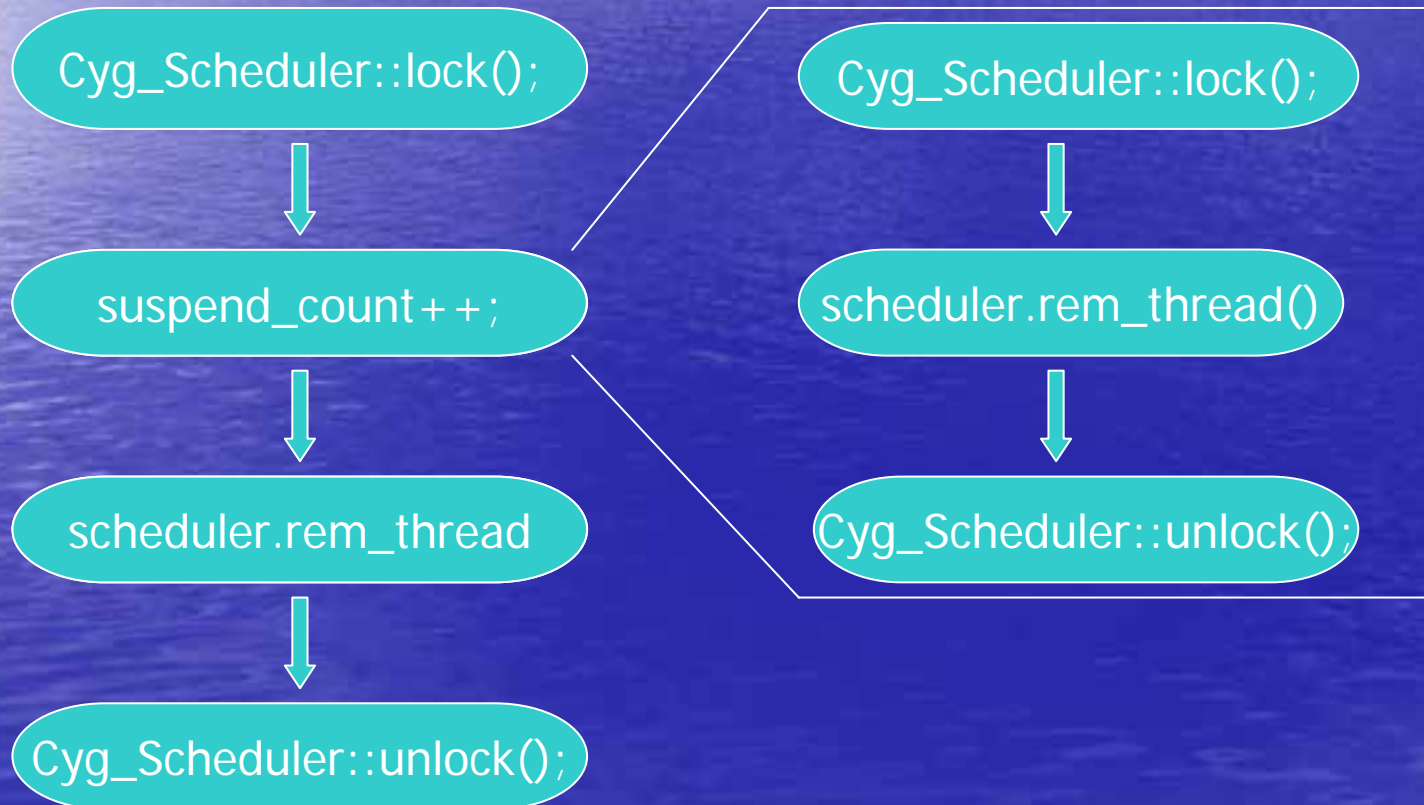 Cyg_Scheduler::lock();
suspend_count++;
scheduler.rem_thread
Cyg_Scheduler::unlock();
Cyg_Scheduler::lock();
scheduler.rem_thread()
Cyg_Scheduler::unlock();